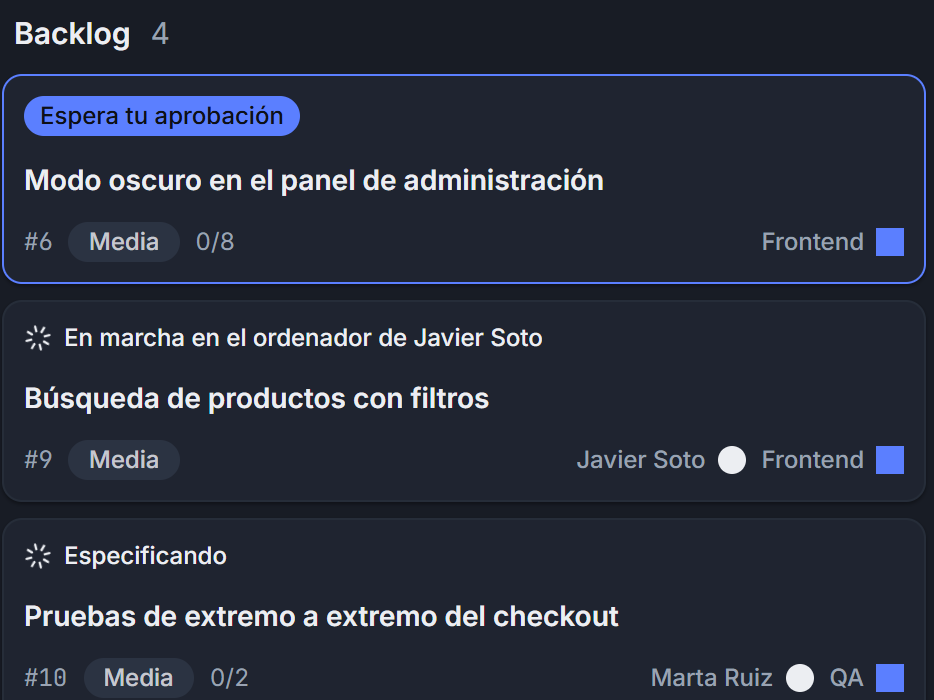 Backlog 4
Espera tu aprobación
Modo oscuro en el panel de administración
#6 Media 0/8 Frontend
En marcha en el ordenador de Javier Soto
Búsqueda de productos con filtros
#9 Media Javier Soto Frontend
Especificando
Pruebas de extremo a extremo del checkout
#10 Media 0/2 Marta Ruiz QA